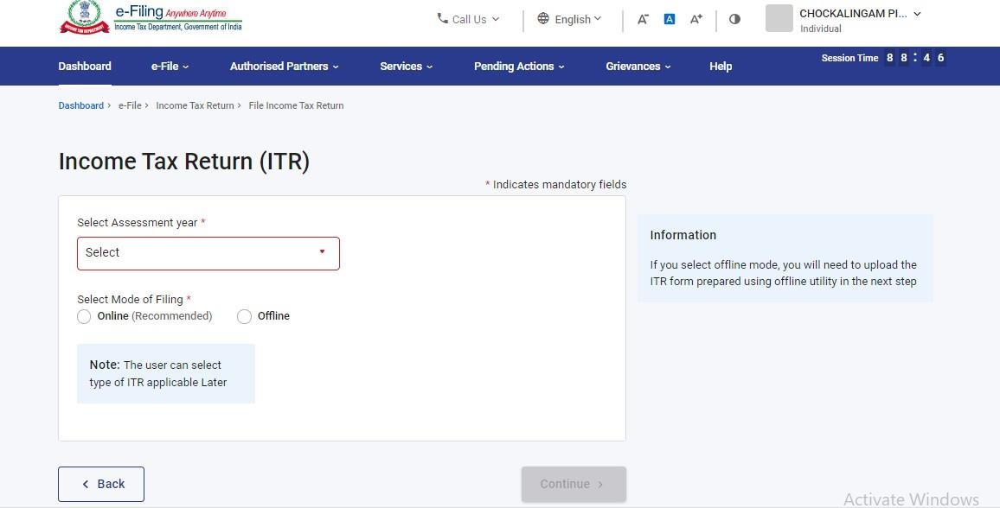 e-Filing Anywhere Anytime
Income Tax Department, Government of India
Call Us
English
A-
A
A+
CHOCKALINGAM PI...
Individual
Dashboard
e-File
Authorised Partners
Services
Pending Actions
Grievances
Help
Session Time 8 8 : 4 6
Dashboard > e-File > Income Tax Return > File Income Tax Return
Income Tax Return (ITR)
* Indicates mandatory fields
Select Assessment year *
Select
Select Mode of Filing *
Online (Recommended)
Offline
Note: The user can select
type of ITR applicable Later
Information
If you select offline mode, you will need to upload the
ITR form prepared using offline utility in the next step
< Back
Continue >
Activate Windows